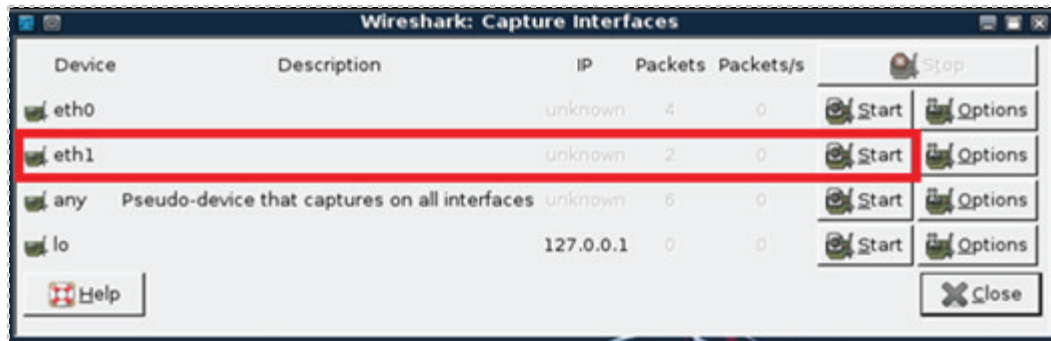 Wireshark: Capture Interfaces
Device Description IP Packets Packets/s Stop
eth0 unknown 4 0 Start Options
eth1 unknown 2 0 Start Options
any Pseudo-device that captures on all interfaces unknown 6 0 Start Options
lo 127.0.0.1 0 0 Start Options
Help Close